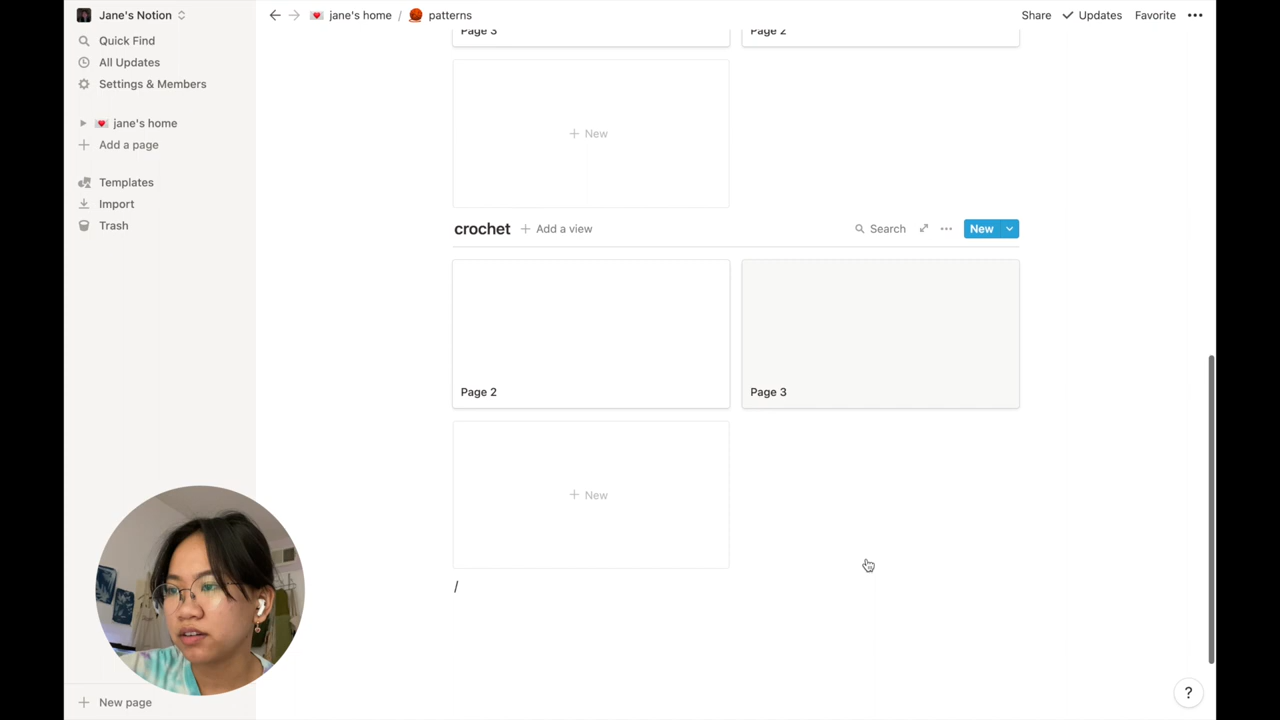 Jane's Notion
jane's home / patterns
Share Updates Favorite
Quick Find
All Updates
Settings & Members
jane's home
Add a page
Templates
Import
Trash
New page
Page 3 Page 2
+ New
crochet + Add a view Search New
Page 2 Page 3
+ New
/
?